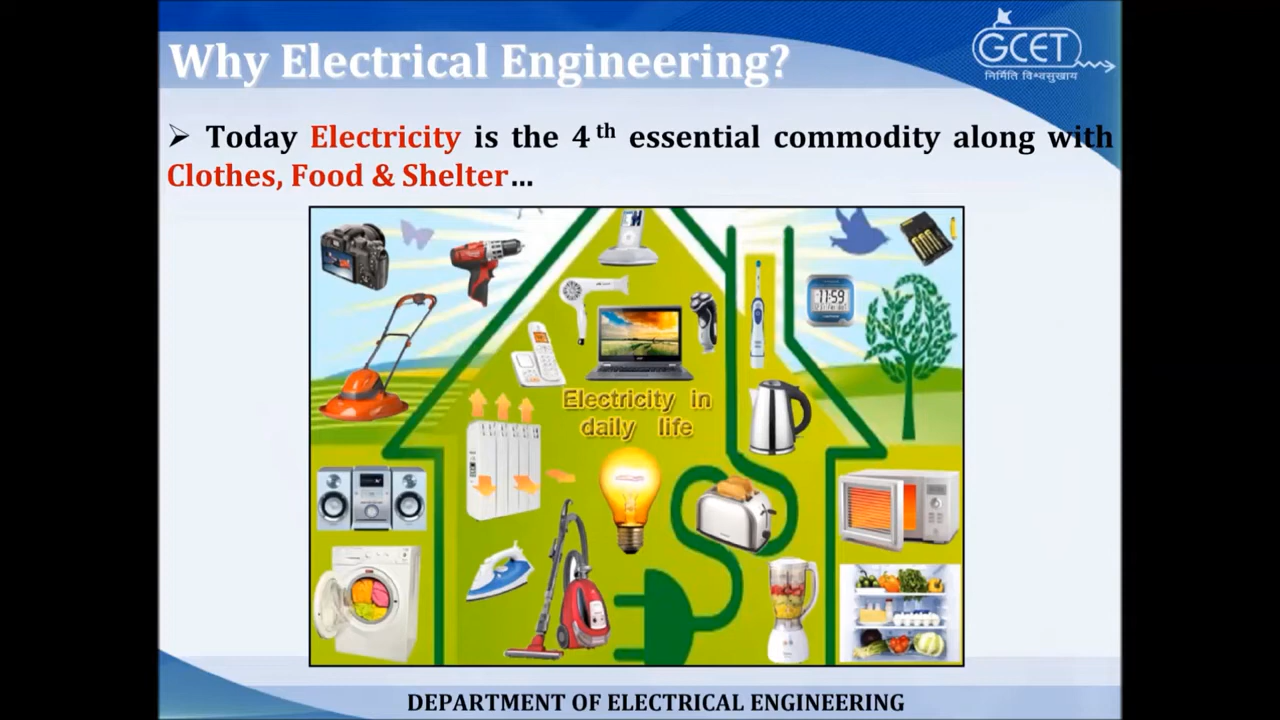 Why Electrical Engineering?
GCET
निर्मिति विश्वसुखाय
➢ Today Electricity is the 4th essential commodity along with
Clothes, Food & Shelter...
11:59
Electricity in
daily life
DEPARTMENT OF ELECTRICAL ENGINEERING